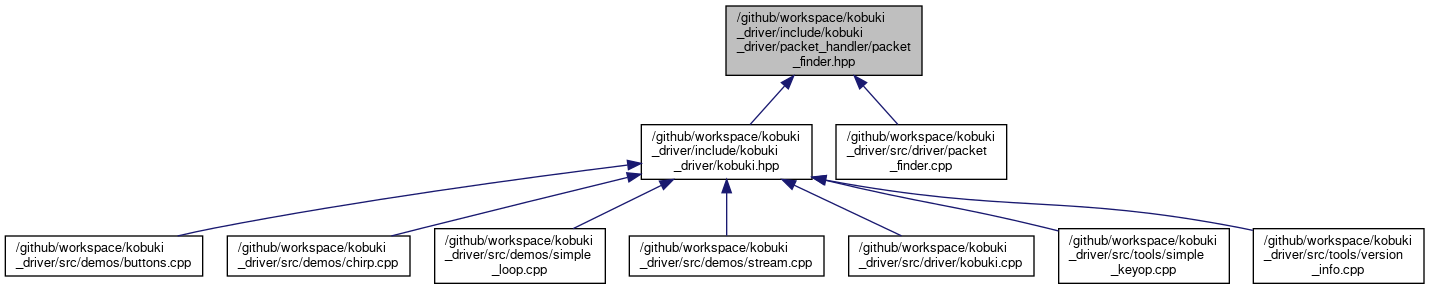 /github/workspace/kobuki
_driver/include/kobuki
_driver/packet_handler/packet
_finder.hpp
/github/workspace/kobuki
_driver/include/kobuki
_driver/kobuki.hpp
/github/workspace/kobuki
_driver/src/driver/packet
_finder.cpp
/github/workspace/kobuki
_driver/src/demos/buttons.cpp
/github/workspace/kobuki
_driver/src/demos/chirp.cpp
/github/workspace/kobuki
_driver/src/demos/simple
_loop.cpp
/github/workspace/kobuki
_driver/src/demos/stream.cpp
/github/workspace/kobuki
_driver/src/driver/kobuki.cpp
/github/workspace/kobuki
_driver/src/tools/simple
_keyop.cpp
/github/workspace/kobuki
_driver/src/tools/version
_info.cpp